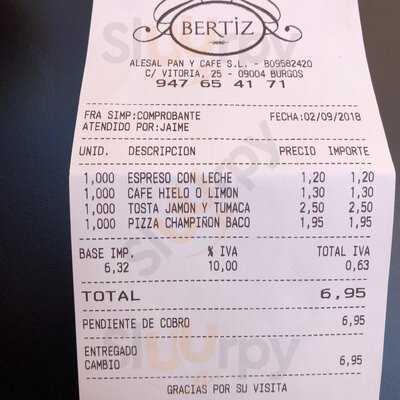 BERTIZ
ALESAL PAN Y CAFE S.L. - B09582420
C/ VITORIA, 25 - 09004 BURGOS
947 65 41 71
FRA SIMP:COMPROBANTE FECHA:02/09/2018
ATENDIDO POR:JAIME
UNID. DESCRIPCION PRECIO IMPORTE
1,000 ESPRESO CON LECHE 1,20 1,20
1,000 CAFE HIELO O LIMON 1,30 1,30
1,000 TOSTA JAMON Y TUMACA 2,50 2,50
1,000 PIZZA CHAMPIÑON BACO 1,95 1,95
BASE IMP. % IVA TOTAL IVA
6,32 10,00 0,63
TOTAL 6,95
PENDIENTE DE COBRO 6,95
ENTREGADO
CAMBIO 6,95
GRACIAS POR SU VISITA
Sluurpy